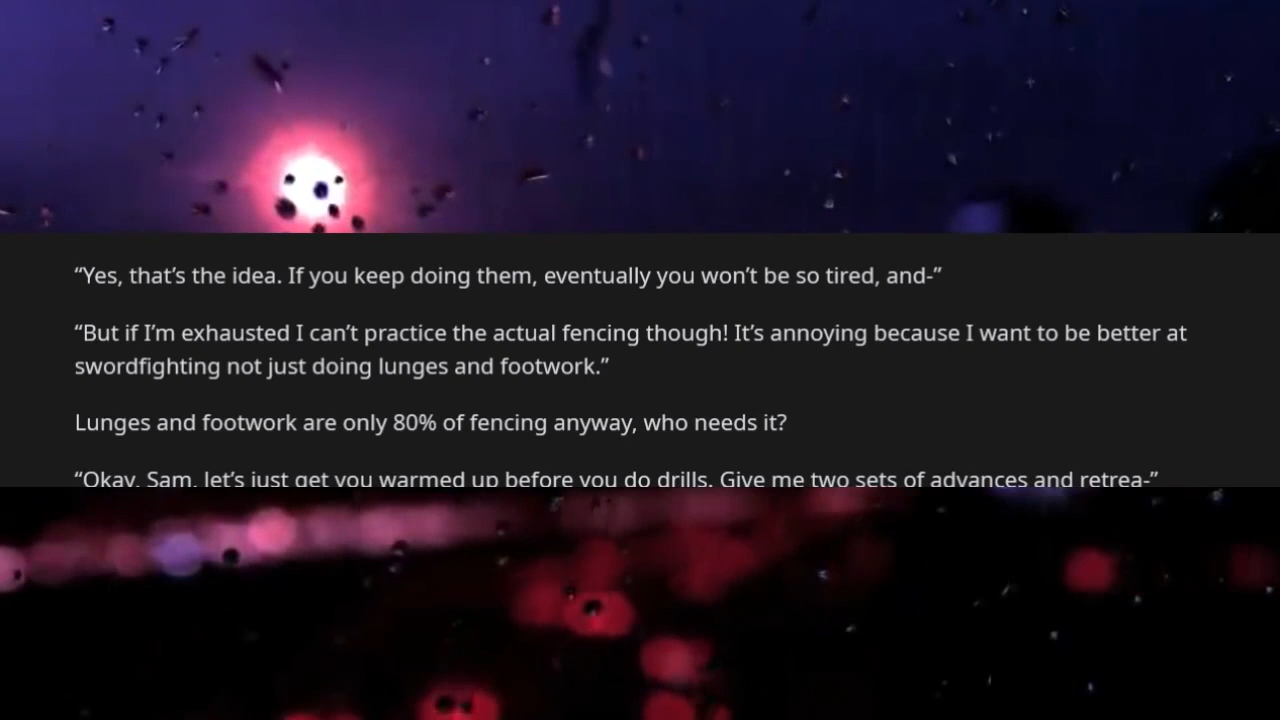 “Yes, that’s the idea. If you keep doing them, eventually you won’t be so tired, and-”
“But if I’m exhausted I can’t practice the actual fencing though! It’s annoying because I want to be better at
swordfighting not just doing lunges and footwork.”
Lunges and footwork are only 80% of fencing anyway, who needs it?
“Okay, Sam, let’s just get you warmed up before you do drills. Give me two sets of advances and retrea-”